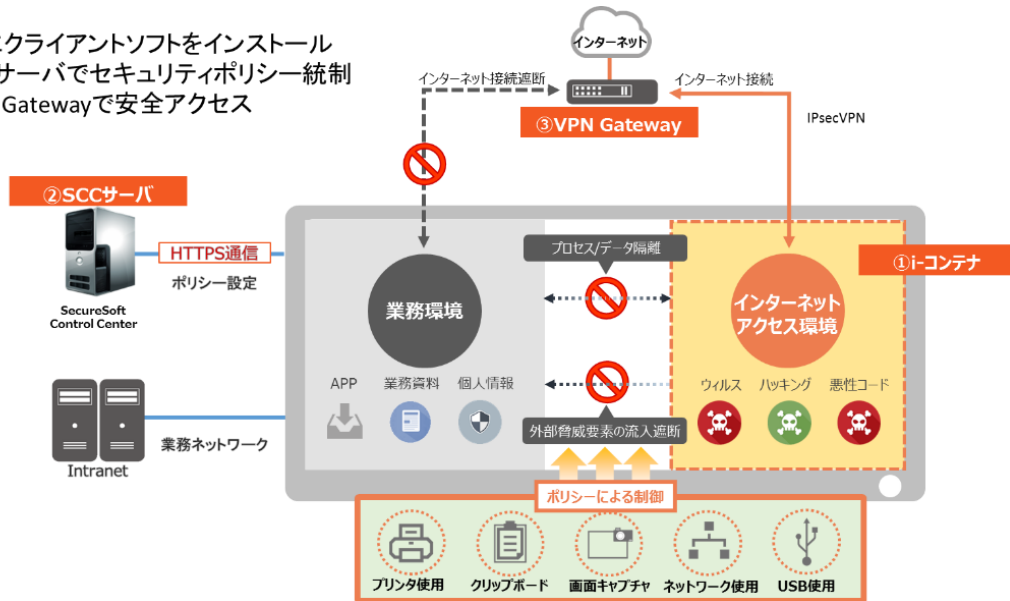 クライアントソフトをインストール
サーバでセキュリティポリシー統制
Gatewayで安全アクセス
インターネット
インターネット接続遮断
インターネット接続
③VPN Gateway
IPsecVPN
②SCCサーバ
HTTPS通信
ポリシー設定
SecureSoft
Control Center
プロセス/データ隔離
①i-コンテナ
業務環境
インターネット
アクセス環境
APP
業務資料
個人情報
ウィルス
ハッキング
悪性コード
外部脅威要素の流入遮断
業務ネットワーク
Intranet
ポリシーによる制御
プリンタ使用
クリップボード
画面キャプチャ
ネットワーク使用
USB使用